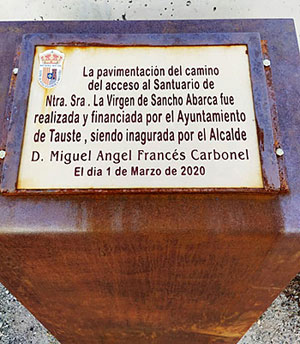 La pavimentación del camino
del acceso al Santuario de
Ntra. Sra . La Virgen de Sancho Abarca fue
realizada y financiada por el Ayuntamiento
de Tauste , siendo inagurada por el Alcalde
D. Miguel Angel Francés Carbonel
El día 1 de Marzo de 2020